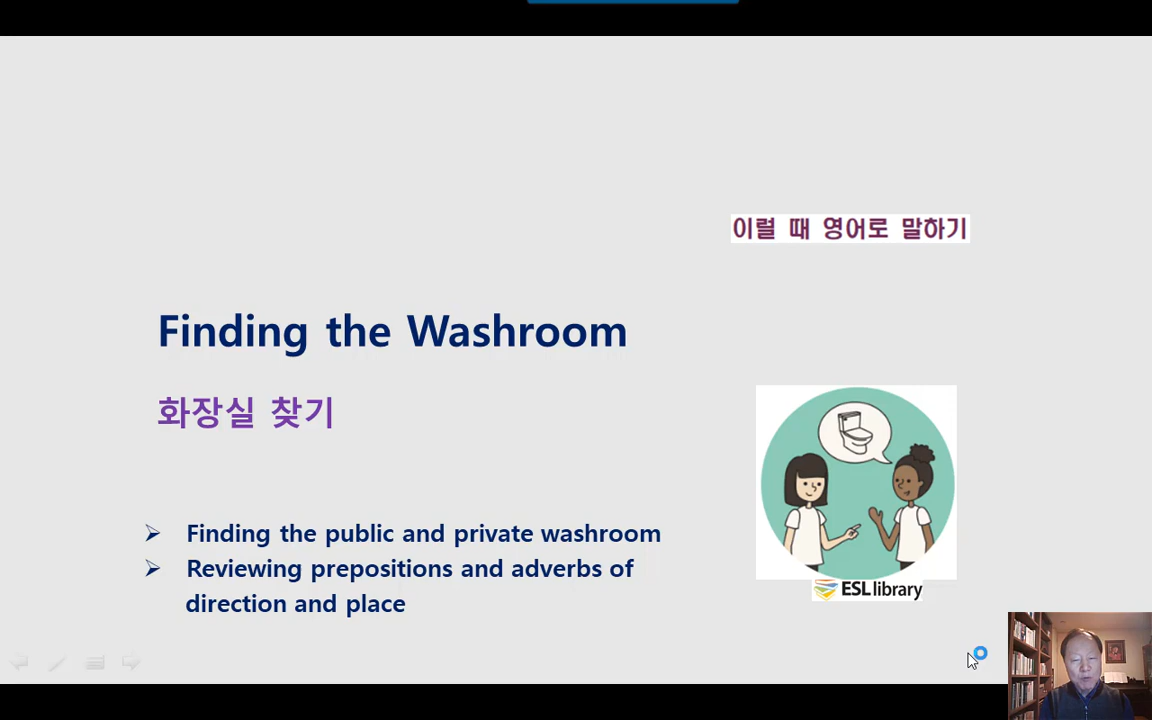 이럴 때 영어로 말하기
Finding the Washroom
화장실 찾기
Finding the public and private washroom
Reviewing prepositions and adverbs of
direction and place
ESL library